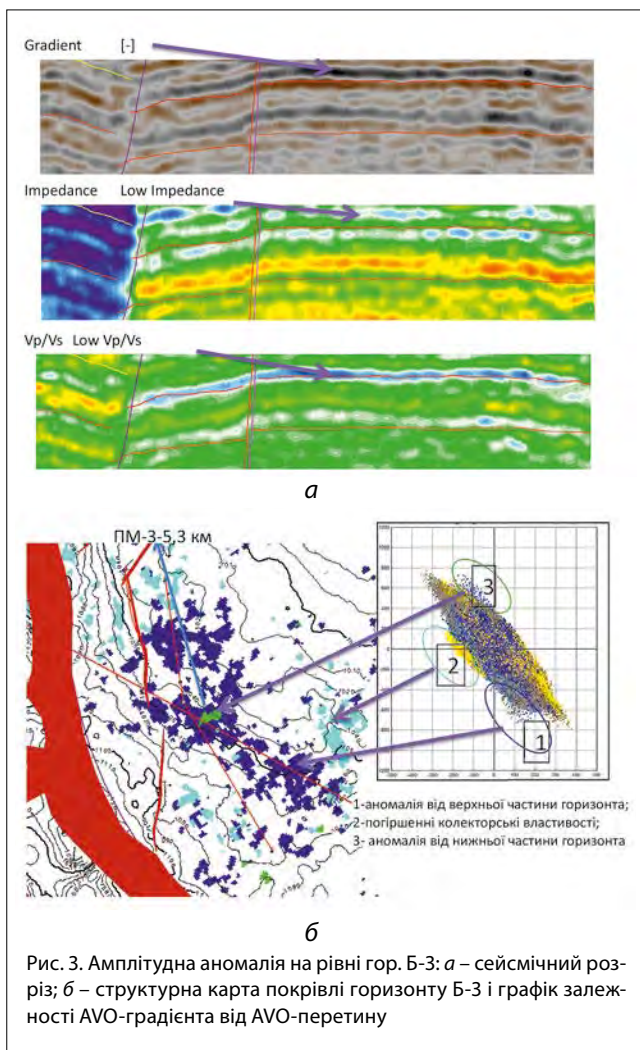 Gradient [-]
Impedance Low Impedance
Vp/Vs Low Vp/Vs
а
ПМ-3-5,3 км
3
2
1
1-аномалія від верхньої частини горизонта;
2-погіршенні колекторські властивості;
3- аномалія від нижньої частини горизонта
б
Рис. 3. Амплітудна аномалія на рівні гор. Б-3: а – сейсмічний роз-
різ; б – структурна карта покрівлі горизонту Б-3 і графік залеж-
ності AVO-градієнта від AVO-перетину